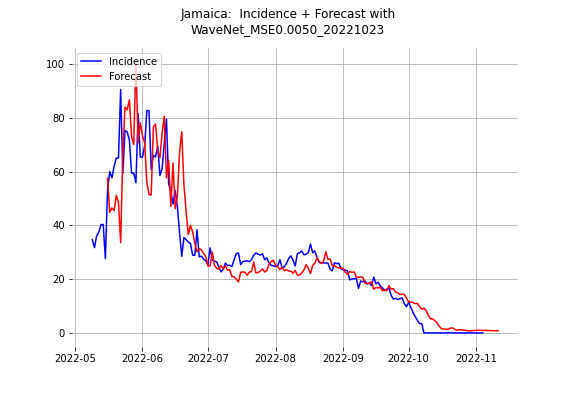 Jamaica: Incidence + Forecast with
WaveNet_MSE0.0050_20221023
Incidence
Forecast
100
80
60
40
20
0
2022-05 2022-06 2022-07 2022-08 2022-09 2022-10 2022-11